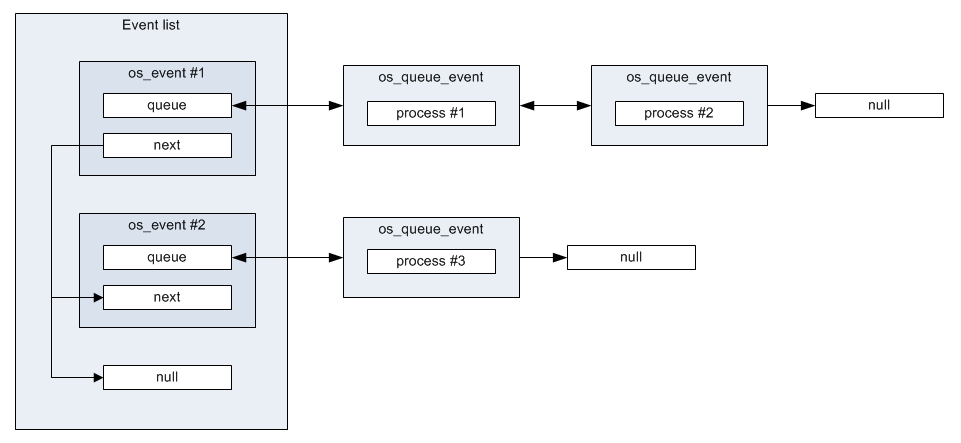 Event list
os_event #1
queue
next
os_queue_event
process #1
os_queue_event
process #2
null
os_event #2
queue
next
os_queue_event
process #3
null
null